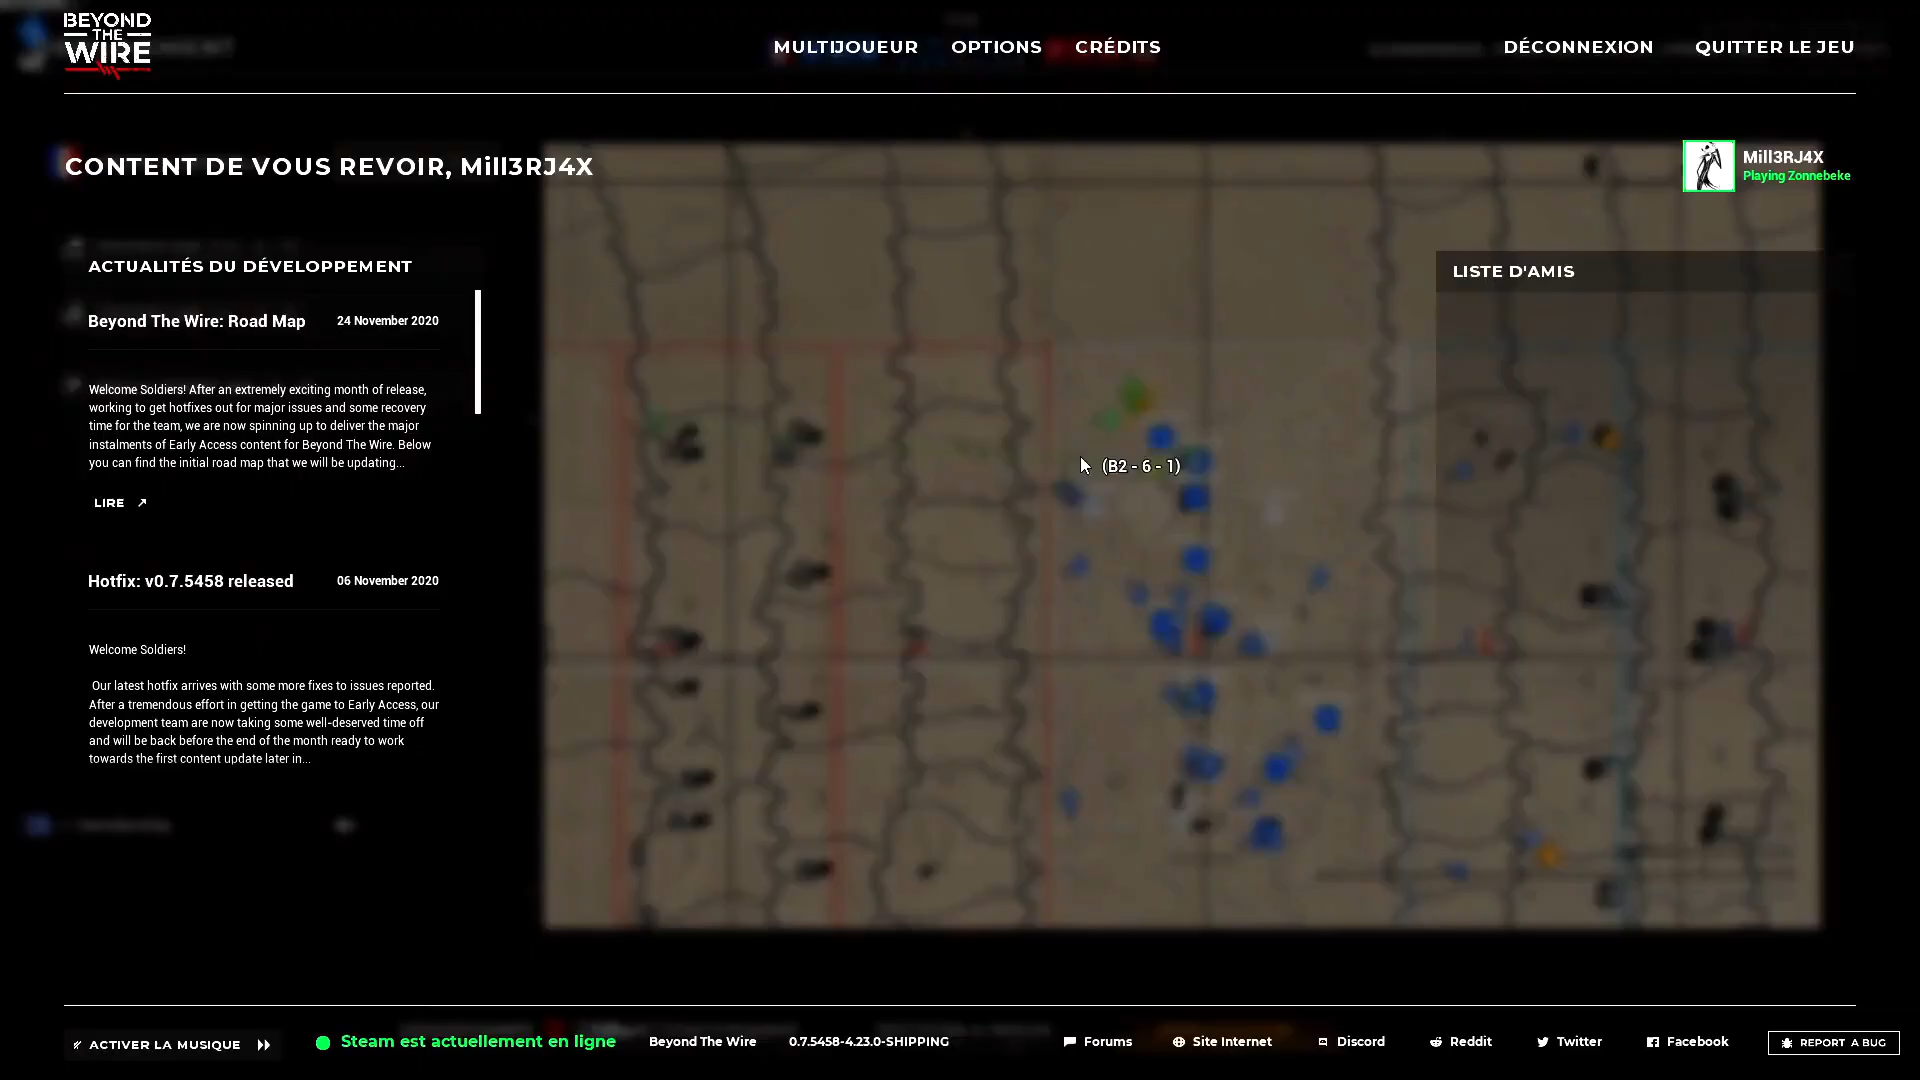 BEYOND
THE
WIRE
MULTIJOUEUR
OPTIONS
CRÉDITS
DÉCONNEXION
QUITTER LE JEU
CONTENT DE VOUS REVOIR, Mill3RJ4X
Mill3RJ4X
Playing Zonnebeke
ACTUALITÉS DU DÉVELOPPEMENT
Beyond The Wire: Road Map
24 November 2020
Welcome Soldiers! After an extremely exciting month of release,
working to get hotfixes out for major issues and some recovery
time for the team, we are now spinning up to deliver the major
instalments of Early Access content for Beyond The Wire. Below
you can find the initial road map that we will be updating...
LIRE
Hotfix: v0.7.5458 released
06 November 2020
Welcome Soldiers!
Our latest hotfix arrives with some more fixes to issues reported.
After a tremendous effort in getting the game to Early Access, our
development team are now taking some well-deserved time off
and will be back before the end of the month ready to work
towards the first content update later in...
(B2 - 6 - 1)
LISTE D'AMIS
ACTIVER LA MUSIQUE
Steam est actuellement en ligne
Beyond The Wire
0.7.5458-4.23.0-SHIPPING
Forums
Site Internet
Discord
Reddit
Twitter
Facebook
REPORT A BUG